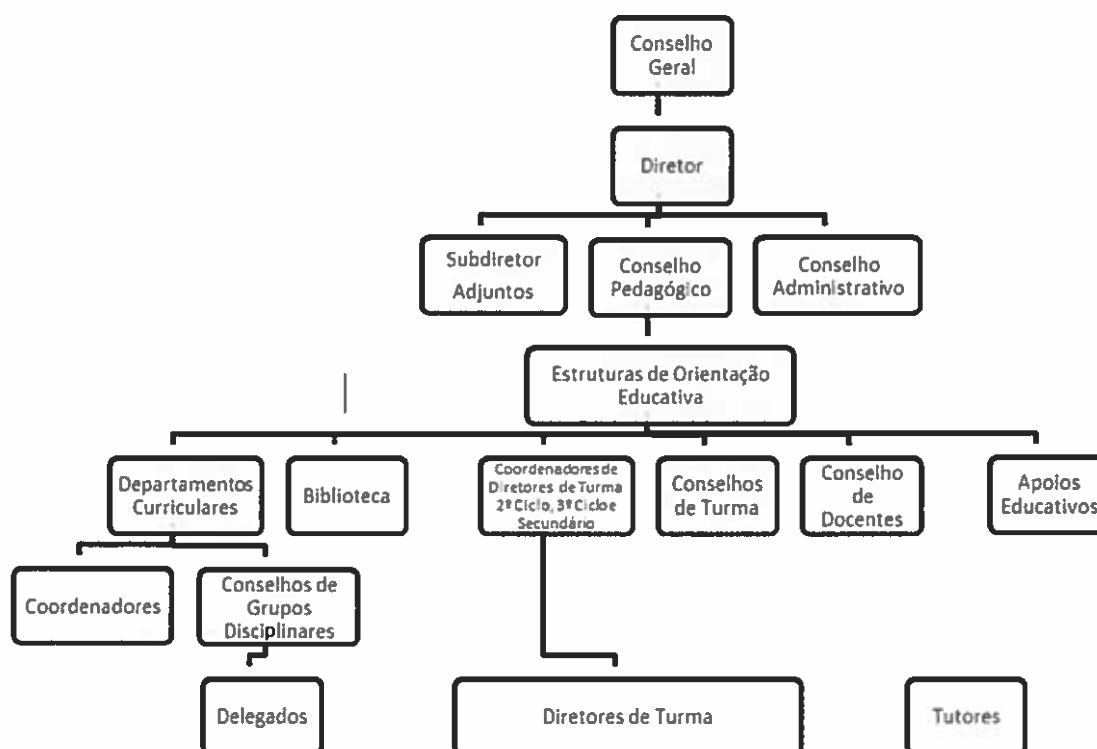 Conselho
Geral
Diretor
Subdiretor
Adjuntos
Conselho
Pedagógico
Conselho
Administrativo
Estruturas de Orientação
Educativa
Departamentos
Curriculares
Biblioteca
Coordenadores de
Diretores de Turma
2º Ciclo, 3º Ciclo e
Secundário
Conselhos
de Turma
Conselho
de
Docentes
Apoios
Educativos
Coordenadores
Conselhos de
Grupos
Disciplinares
Delegados
Diretores de Turma
Tutores